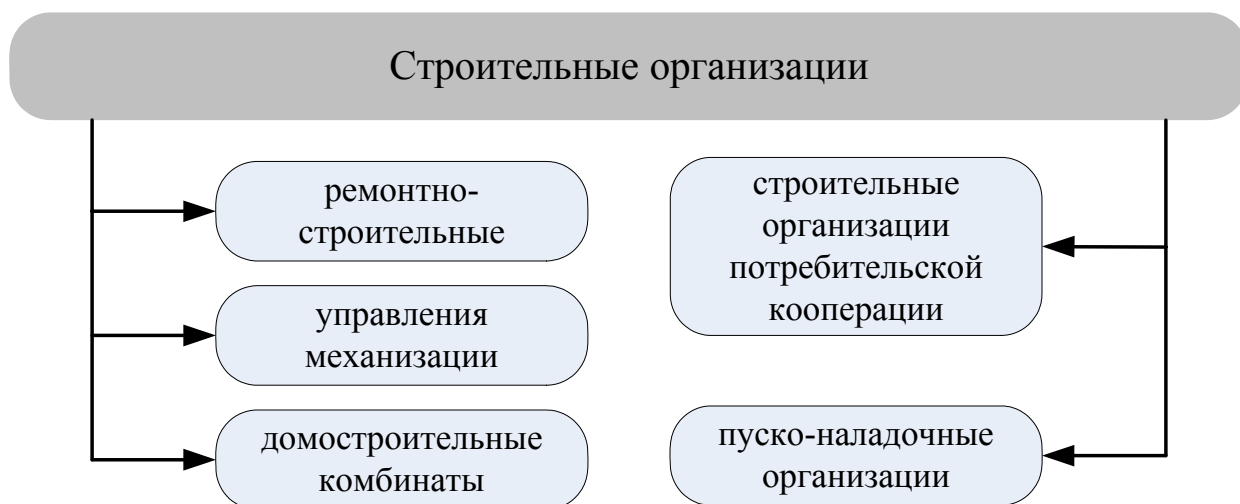 Строительные организации
ремонтно-
строительные
управления
механизации
домостроительные
комбинаты
строительные
организации
потребительской
кооперации
пуско-наладочные
организации